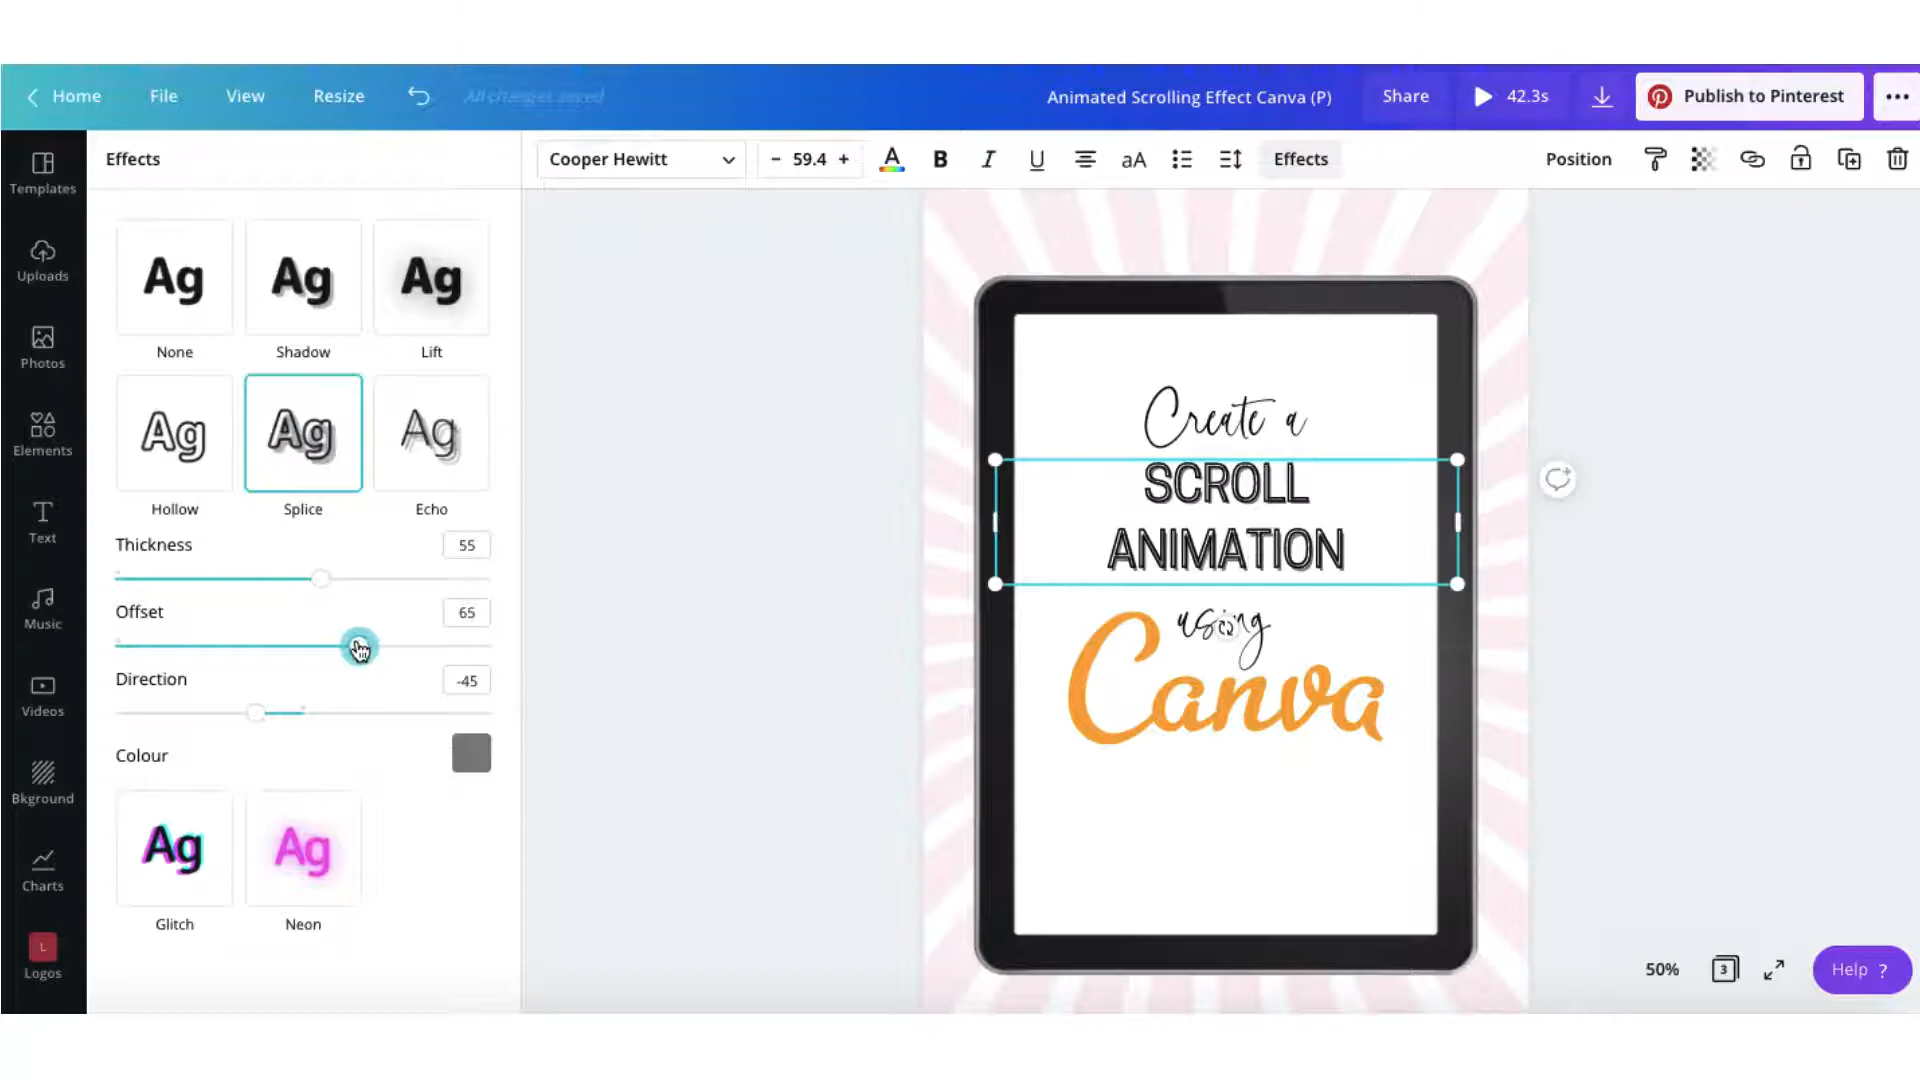 Home File View Resize All changes saved Animated Scrolling Effect Canva (P) Share 42.3s Publish to Pinterest
Effects
Cooper Hewitt - 59.4 + A B I U aA Effects Position
Templates
Uploads
Photos
Elements
Text
Music
Videos
Bkground
Charts
L
Logos
Ag Ag Ag
None Shadow Lift
Ag Ag Ag
Hollow Splice Echo
Thickness 55
Offset 65
Direction -45
Colour
Ag Ag
Glitch Neon
Create a
SCROLL
ANIMATION
using
Canva
50% 3 Help ?